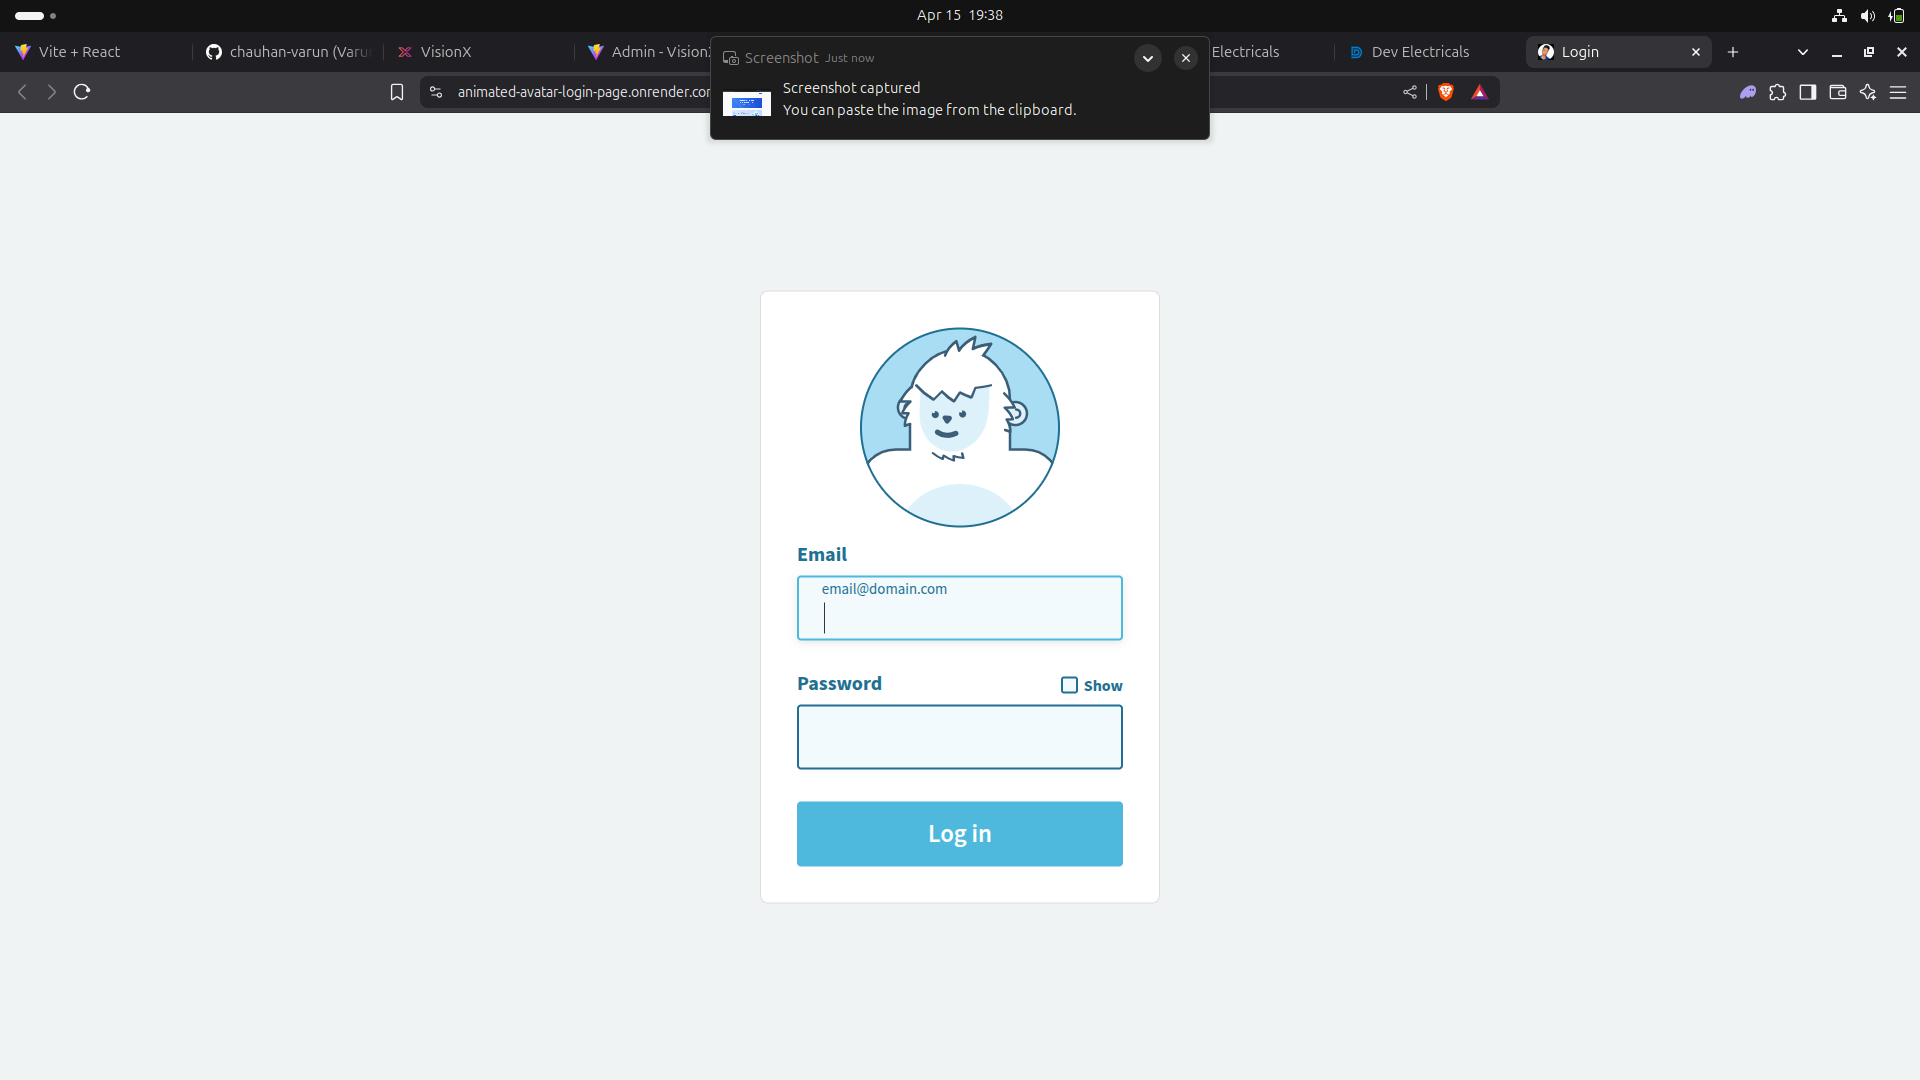 Apr 15 19:38
Vite + React
chauhan-varun (Varu
VisionX
Admin - Vision
Electricals
Dev Electricals
Login
animated-avatar-login-page.onrender.co
Screenshot Just now
Screenshot captured
You can paste the image from the clipboard.
Email
email@domain.com
Password
Show
Log in